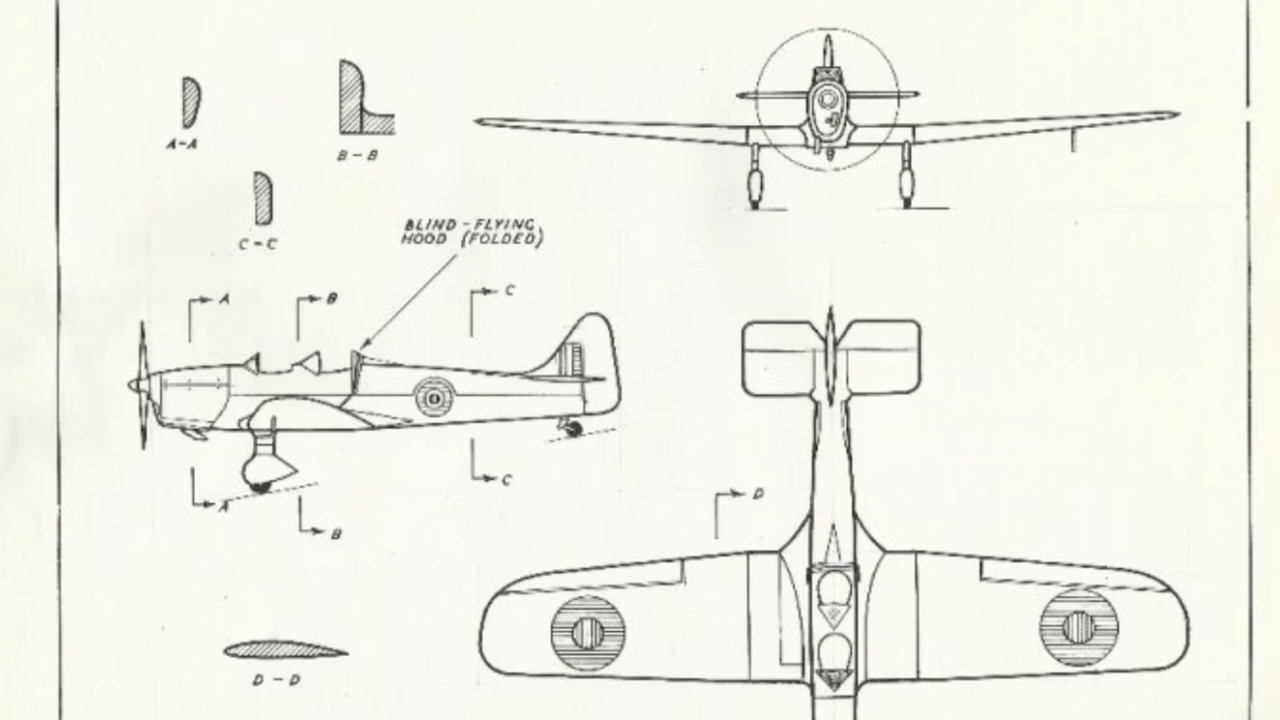 A-A
B-B
C-C
BLIND-FLYING
HOOD (FOLDED)
A
B
C
A
B
C
D
D-D